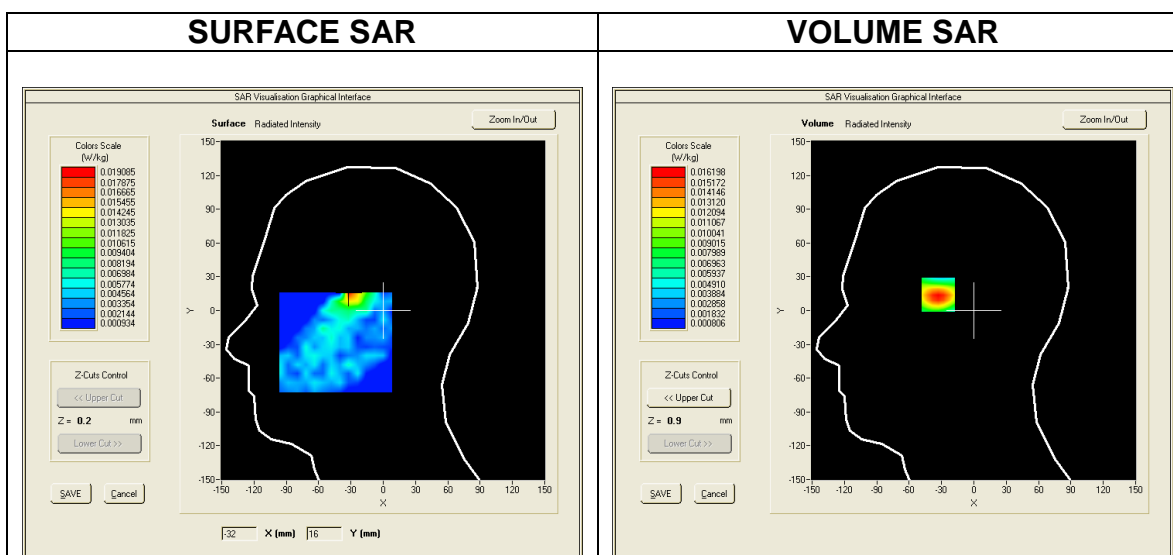 SURFACE SAR
VOLUME SAR
SAR Visualisation Graphical Interface
Surface Radiated Intensity
Zoom In/Out
Colors Scale
(W/kg)
0.019085
0.017875
0.016665
0.015455
0.014245
0.013035
0.011825
0.010615
0.009404
0.008194
0.006984
0.005774
0.004564
0.003354
0.002144
0.000934
150
120
90
60
30
0
-30
-60
-90
-120
-150
Y
-150 -120 -90 -60 -30 0 30 60 90 120 150
X
Z-Cuts Control
<< Upper Cut
Z = 0.2 mm
Lower Cut >>
SAVE Cancel
-32 X (mm) 16 Y (mm)
SAR Visualisation Graphical Interface
Volume Radiated Intensity
Zoom In/Out
Colors Scale
(W/kg)
0.016198
0.015172
0.014146
0.013120
0.012094
0.011067
0.010041
0.009015
0.007989
0.006963
0.005937
0.004910
0.003884
0.002858
0.001832
0.000806
150
120
90
60
30
0
-30
-60
-90
-120
-150
Y
-150 -120 -90 -60 -30 0 30 60 90 120 150
X
Z-Cuts Control
<< Upper Cut
Z = 0.9 mm
Lower Cut >>
SAVE Cancel